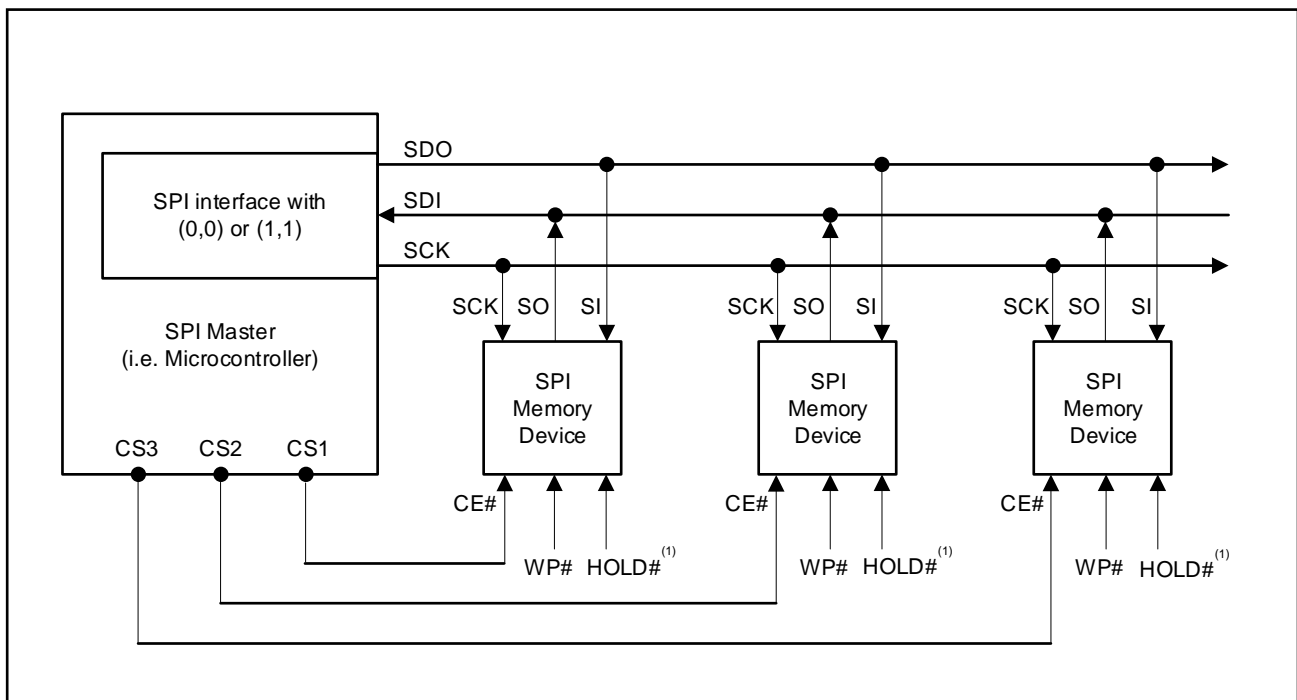 SDO
SPI interface with
(0,0) or (1,1)
SDI
SCK
SPI Master
(i.e. Microcontroller)
SCK SO SI
SCK SO SI
SCK SO SI
SPI
Memory
Device
SPI
Memory
Device
SPI
Memory
Device
CS3 CS2 CS1
CE#
CE#
CE#
WP# HOLD#(1)
WP# HOLD#(1)
WP# HOLD#(1)